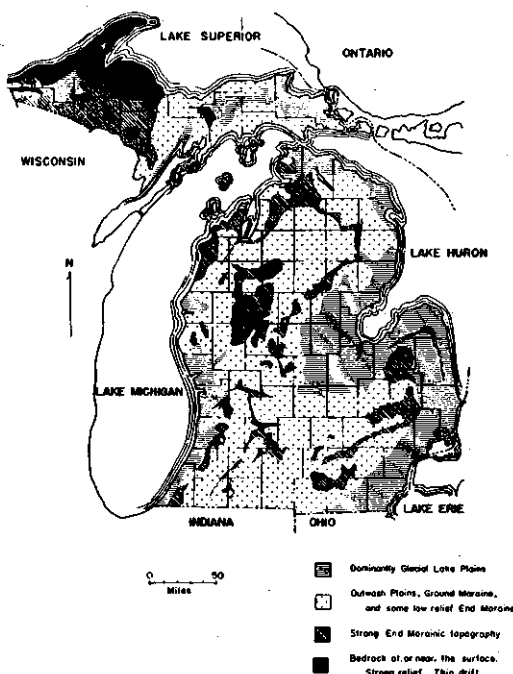 LAKE SUPERIOR
ONTARIO
WISCONSIN
N
LAKE HURON
LAKE MICHIGAN
LAKE ERIE
INDIANA
OHIO
0 50
Miles
Dominantly Glacial Lake Plains
Outwash Plains, Ground Moraine,
and some low relief End Moraine
Strong End Morainic topography
Bedrock at, or near, the surface.
Strong relief. Thin drift.